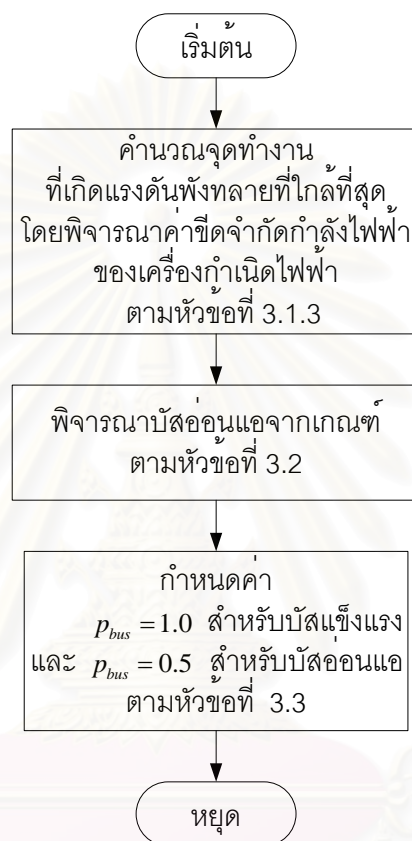 เริ่มต้น
คำนวณจุดทำงาน
ที่เกิดแรงดันพังทลายที่ใกล้ที่สุด
โดยพิจารณาค่าขีดจำกัดกำลังไฟฟ้า
ของเครื่องกำเนิดไฟฟ้า
ตามหัวข้อที่ 3.1.3
พิจารณาบัสอ่อนแอจากเกณฑ์
ตามหัวข้อที่ 3.2
กำหนดค่า
p_bus = 1.0 สำหรับบัสแข็งแรง
และ p_bus = 0.5 สำหรับบัสอ่อนแอ
ตามหัวข้อที่ 3.3
หยุด